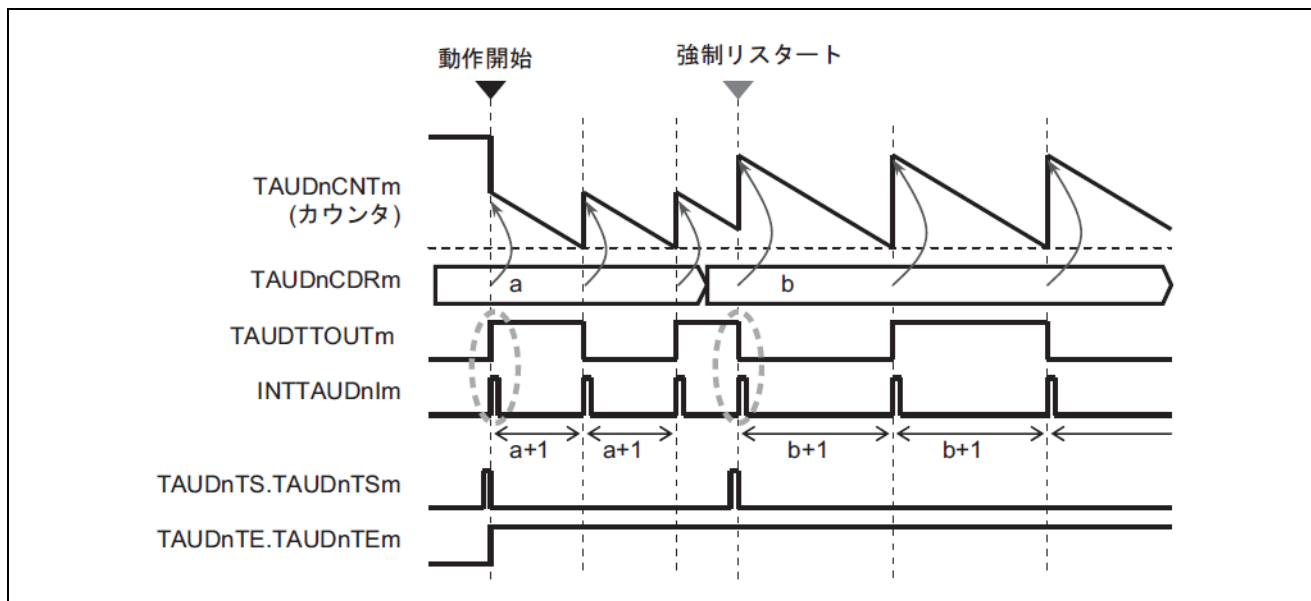 動作開始
強制リスタート
TAUDnCNTm
(カウンタ)
TAUDnCDRm
a
b
TAUDTTOUTm
INTTAUDnIm
a+1
a+1
b+1
b+1
TAUDnTS.TAUDnTSm
TAUDnTE.TAUDnTEm